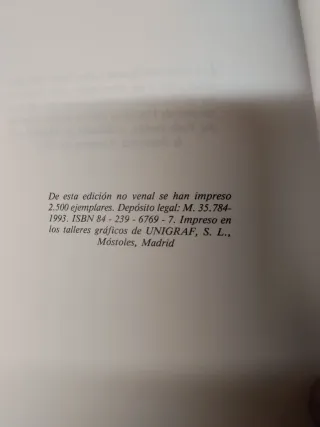 De esta edición no venal se han impreso
2.500 ejemplares. Depósito legal: M. 35.784-
1993. ISBN 84 - 239 - 6769 - 7. Impreso en
los talleres gráficos de UNIGRAF, S. L.,
Móstoles, Madrid